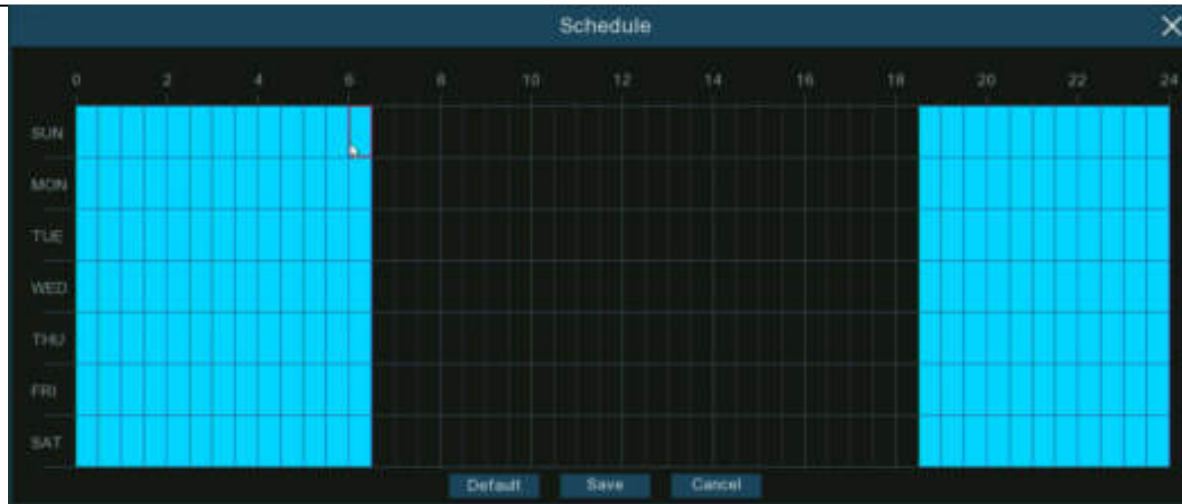 Schedule
0 2 4 6 8 10 12 14 16 18 20 22 24
SUN
MON
TUE
WED
THU
FRI
SAT
Default Save Cancel